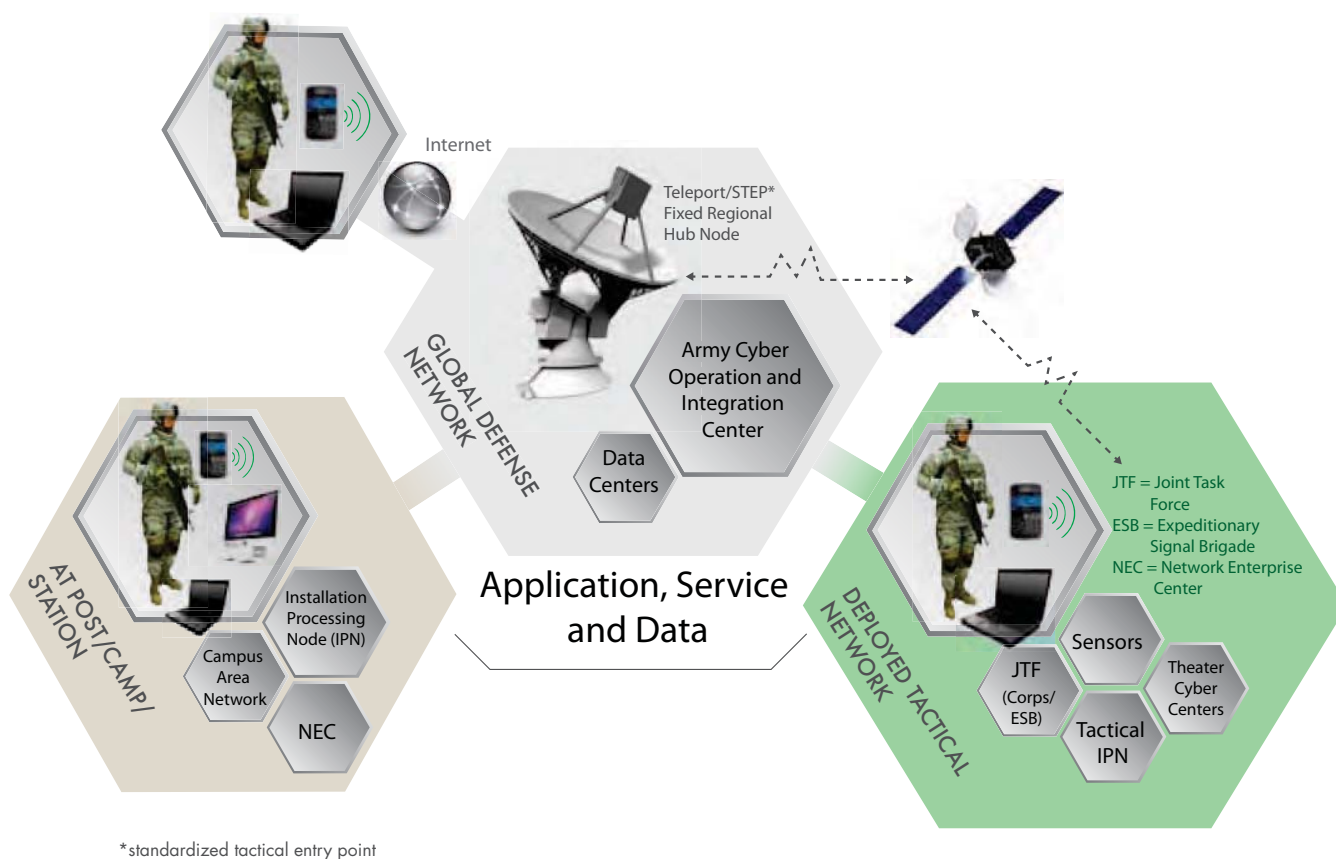 Internet
Teleport/STEP*
Fixed Regional
Hub Node
GLOBAL DEFENSE
NETWORK
Army Cyber
Operation and
Integration
Center
Data
Centers
AT POST/CAMP/
STATION
Installation
Processing
Node (IPN)
Campus
Area
Network
NEC
Application, Service
and Data
JTF = Joint Task
Force
ESB = Expeditionary
Signal Brigade
NEC = Network Enterprise
Center
DEPLOYED TACTICAL
NETWORK
Sensors
JTF
(Corps/
ESB)
Theater
Cyber
Centers
Tactical
IPN
*standardized tactical entry point